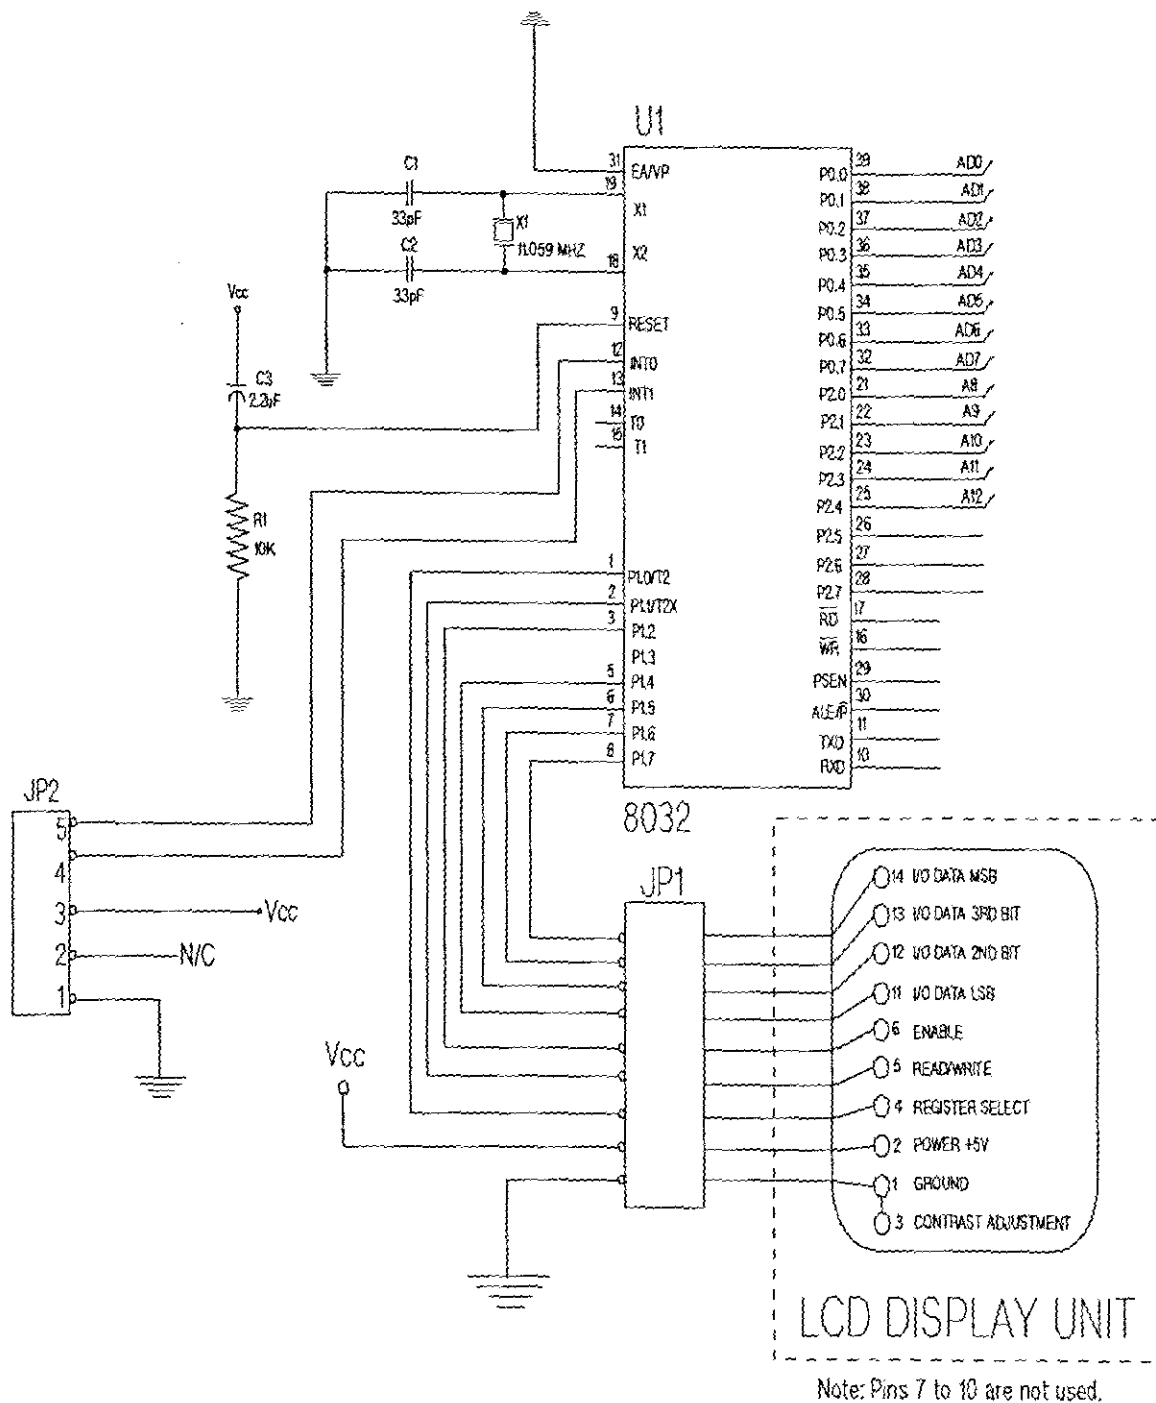 U1
31 EA/VP
19 X1
18 X2
9 RESET
12 INT0
13 INT1
14 T0
15 T1
1 P1.0/T2
2 P1.1/T2X
3 P1.2
P1.3
5 P1.4
6 P1.5
7 P1.6
8 P1.7
P0.0 39 AD0
P0.1 38 AD1
P0.2 37 AD2
P0.3 36 AD3
P0.4 35 AD4
P0.5 34 AD5
P0.6 33 AD6
P0.7 32 AD7
P2.0 21 A8
P2.1 22 A9
P2.2 23 A10
P2.3 24 A11
P2.4 25 A12
P2.5 26
P2.6 27
P2.7 28
RD 17
WR 16
PSEN 29
ALE/P 30
TXD 11
RXD 10
8032
C1
33pF
C2
33pF
X1
11.059 MHZ
Vcc
C3
2.2uF
R1
10K
JP2
5
4
3 Vcc
2 N/C
1
Vcc
JP1
14 I/O DATA MSB
13 I/O DATA 3RD BIT
12 I/O DATA 2ND BIT
11 I/O DATA LSB
6 ENABLE
5 READ/WRITE
4 REGISTER SELECT
2 POWER +5V
1 GROUND
3 CONTRAST ADJUSTMENT
LCD DISPLAY UNIT
Note: Pins 7 to 10 are not used.